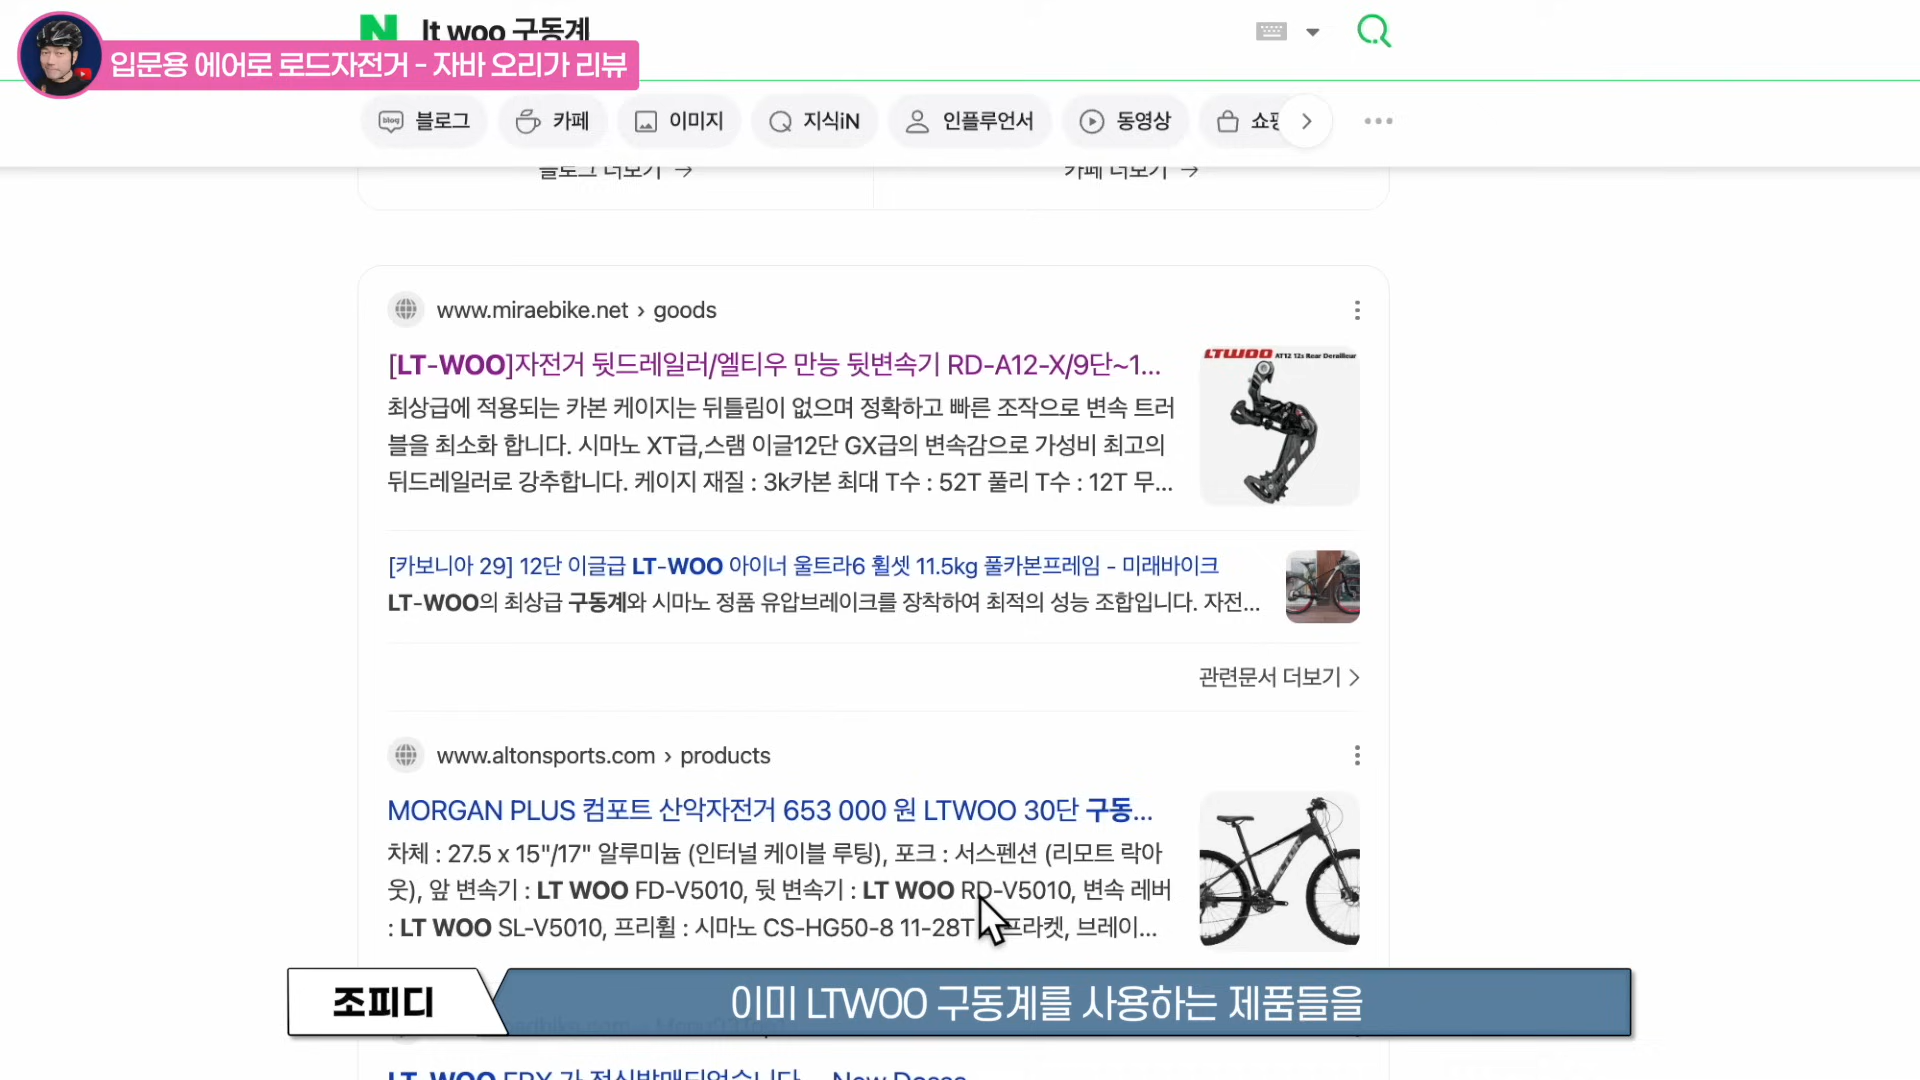 lt woo 구동계
입문용 에어로 로드자전거 - 자바 오리가 리뷰
블로그 카페 이미지 지식iN 인플루언서 동영상
블로그 더보기 → 카페 더보기 →
www.miraebike.net › goods
[LT-WOO]자전거 뒷드레일러/엘티우 만능 뒷변속기 RD-A12-X/9단~1...
LTWOO AT12 12s Rear Derailleur
최상급에 적용되는 카본 케이지는 뒤틀림이 없으며 정확하고 빠른 조작으로 변속 트러
블을 최소화 합니다. 시마노 XT급,스램 이글12단 GX급의 변속감으로 가성비 최고의
뒤드레일러로 강추합니다. 케이지 재질 : 3k카본 최대 T수 : 52T 풀리 T수 : 12T 무...
[카보니아 29] 12단 이글급 LT-WOO 아이너 울트라6 휠셋 11.5kg 풀카본프레임 - 미래바이크
LT-WOO의 최상급 구동계와 시마노 정품 유압브레이크를 장착하여 최적의 성능 조합입니다. 자전...
관련문서 더보기 >
www.altonsports.com › products
MORGAN PLUS 컴포트 산악자전거 653 000 원 LTWOO 30단 구동...
차체 : 27.5 x 15"/17" 알루미늄 (인터널 케이블 루팅), 포크 : 서스펜션 (리모트 락아
웃), 앞 변속기 : LT WOO FD-V5010, 뒷 변속기 : LT WOO RD-V5010, 변속 레버
: LT WOO SL-V5010, 프리휠 : 시마노 CS-HG50-8 11-28T 프라켓, 브레이...
조피디 이미 LTWOO 구동계를 사용하는 제품들을